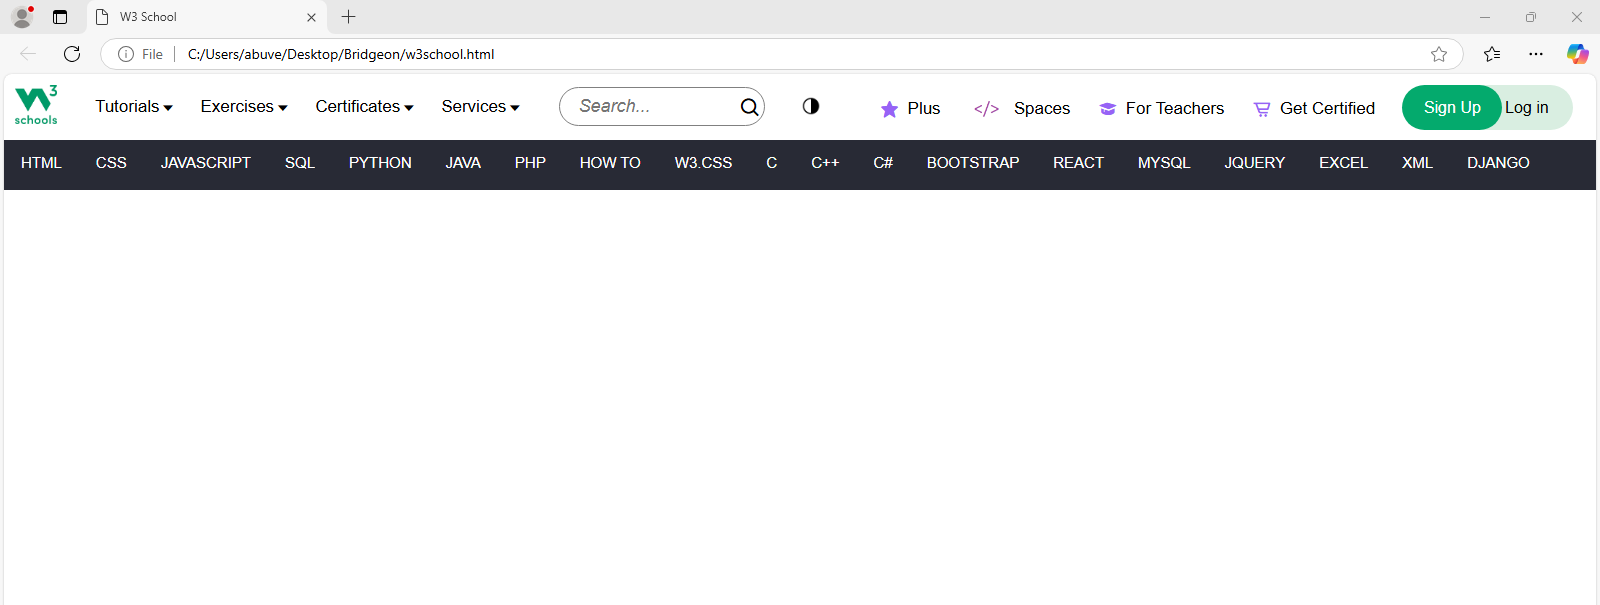 W3 School
File C:/Users/abuve/Desktop/Bridgeon/w3school.html
W3 schools Tutorials Exercises Certificates Services Search... Plus </> Spaces For Teachers Get Certified Sign Up Log in
HTML CSS JAVASCRIPT SQL PYTHON JAVA PHP HOW TO W3.CSS C C++ C# BOOTSTRAP REACT MYSQL JQUERY EXCEL XML DJANGO